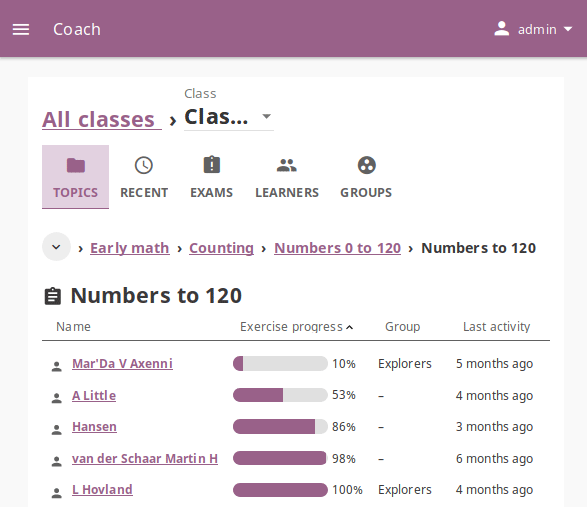 Coach
admin
Class
All classes › Clas...
TOPICS RECENT EXAMS LEARNERS GROUPS
› Early math › Counting › Numbers 0 to 120 › Numbers to 120
Numbers to 120
Name Exercise progress Group Last activity
Mar'Da V Axenni 10% Explorers 5 months ago
A Little 53% – 4 months ago
Hansen 86% – 3 months ago
van der Schaar Martin H 98% – 6 months ago
L Hovland 100% Explorers 4 months ago